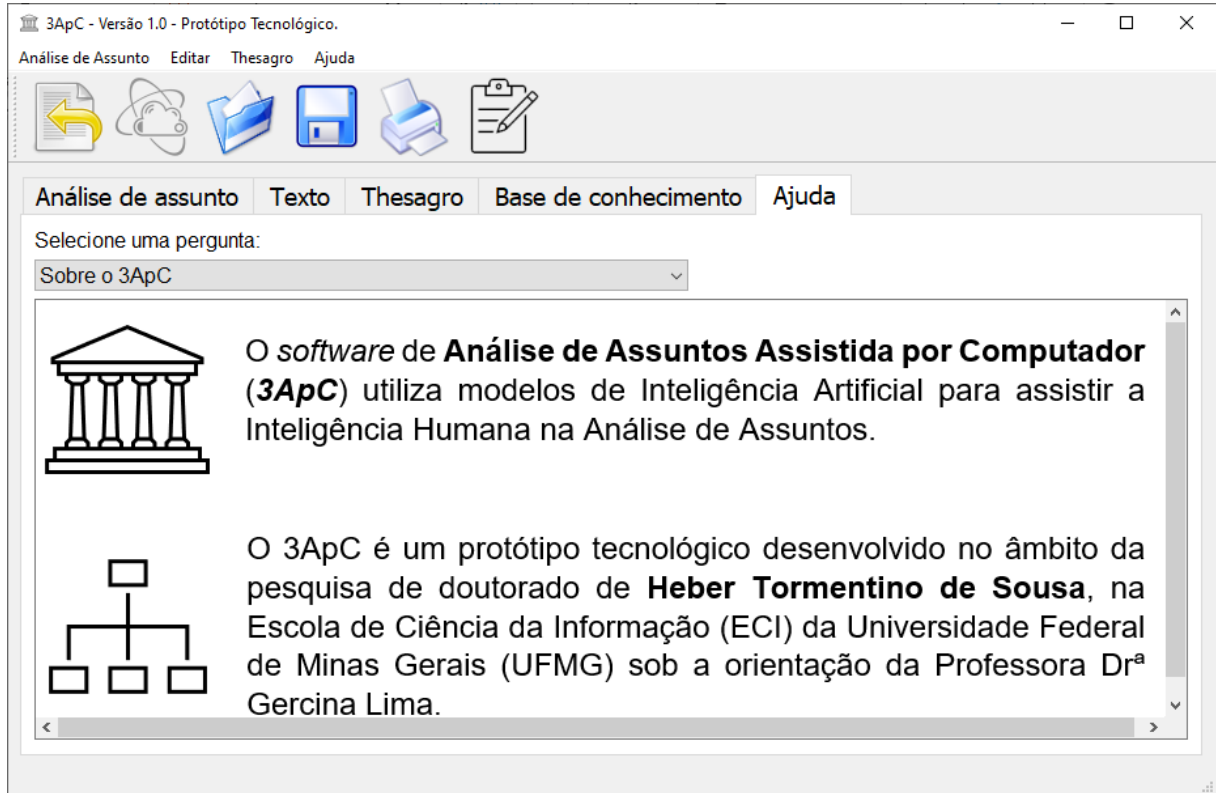 3ApC - Versão 1.0 - Protótipo Tecnológico.
Análise de Assunto Editar Thesagro Ajuda
Análise de assunto Texto Thesagro Base de conhecimento Ajuda
Selecione uma pergunta:
Sobre o 3ApC
O software de Análise de Assuntos Assistida por Computador
(3ApC) utiliza modelos de Inteligência Artificial para assistir a
Inteligência Humana na Análise de Assuntos.
O 3ApC é um protótipo tecnológico desenvolvido no âmbito da
pesquisa de doutorado de Heber Tormentino de Sousa, na
Escola de Ciência da Informação (ECI) da Universidade Federal
de Minas Gerais (UFMG) sob a orientação da Professora Drª
Gercina Lima.